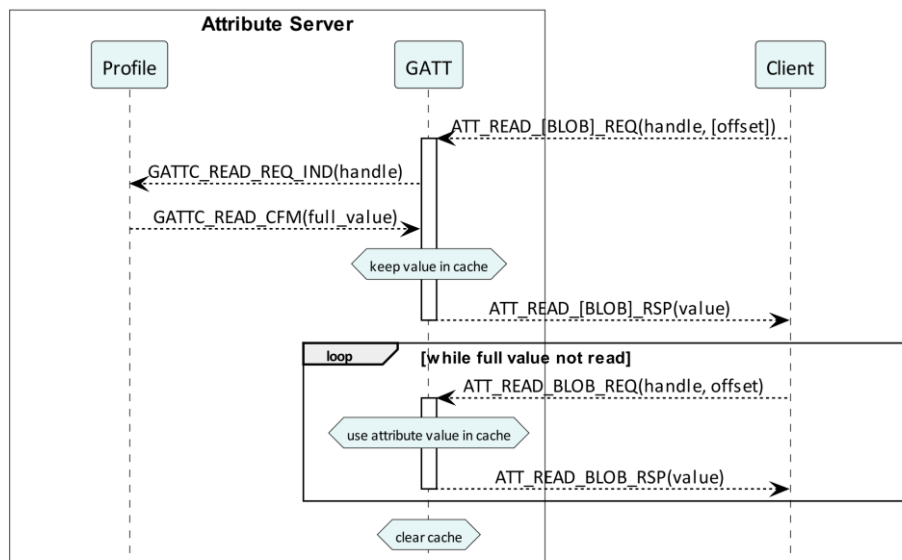 Attribute Server
Profile
GATT
Client
ATT_READ_[BLOB]_REQ(handle, [offset])
GATTC_READ_REQ_IND(handle)
GATTC_READ_CFM(full_value)
keep value in cache
ATT_READ_[BLOB]_RSP(value)
loop
[while full value not read]
ATT_READ_BLOB_REQ(handle, offset)
use attribute value in cache
ATT_READ_BLOB_RSP(value)
clear cache